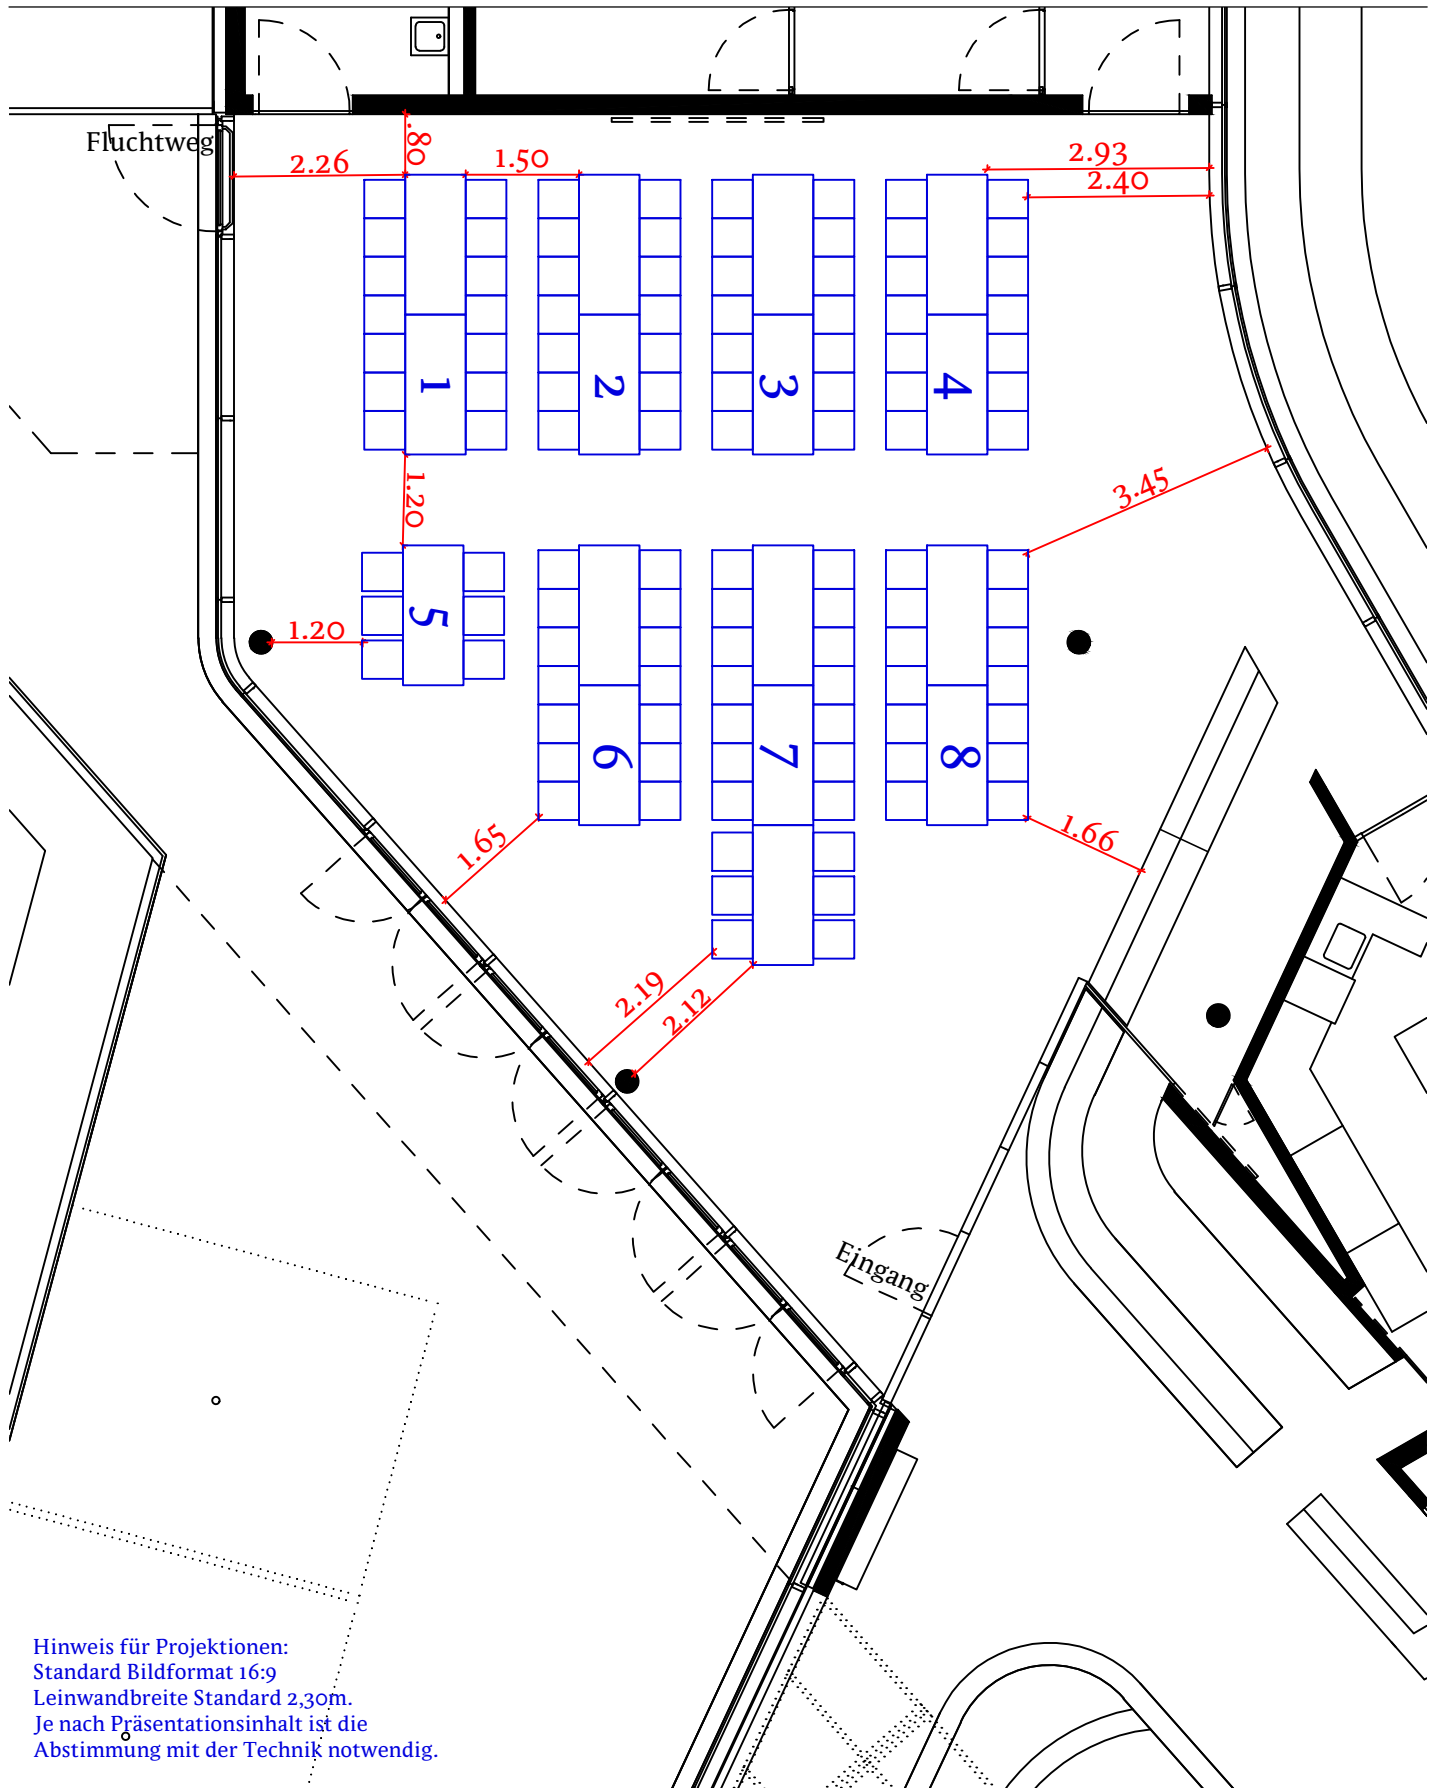 Fluchtweg
2.26
.80
1.50
2.93
2.40
1
2
3
4
1.20
3.45
5
1.20
6
7
8
1.65
1.66
2.19
2.12
Eingang
Hinweis für Projektionen:
Standard Bildformat 16:9
Leinwandbreite Standard 2,30m.
Je nach Präsentationsinhalt ist die
Abstimmung mit der Technik notwendig.